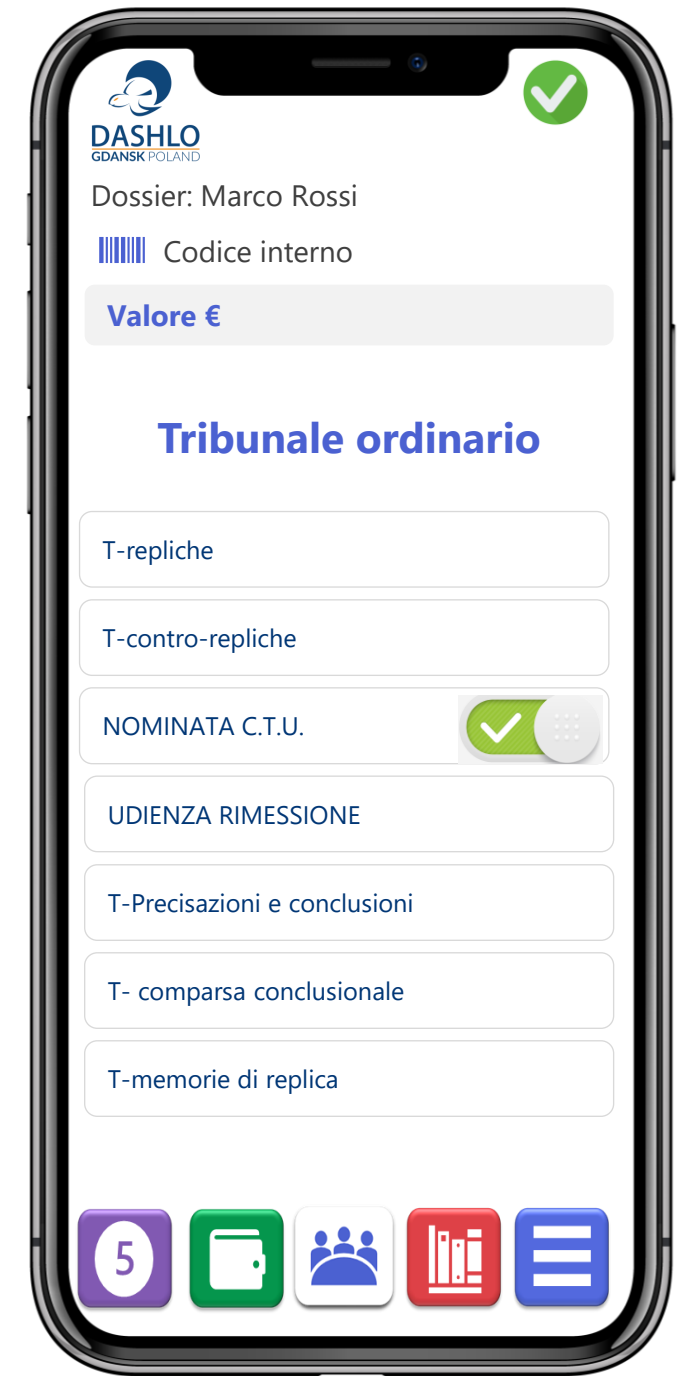 DASHLO
GDANSK POLAND
Dossier: Marco Rossi
Codice interno
Valore €
Tribunale ordinario
T-repliche
T-contro-repliche
NOMINATA C.T.U.
UDIENZA RIMESSIONE
T-Precisazioni e conclusioni
T- comparsa conclusionale
T-memorie di replica
5